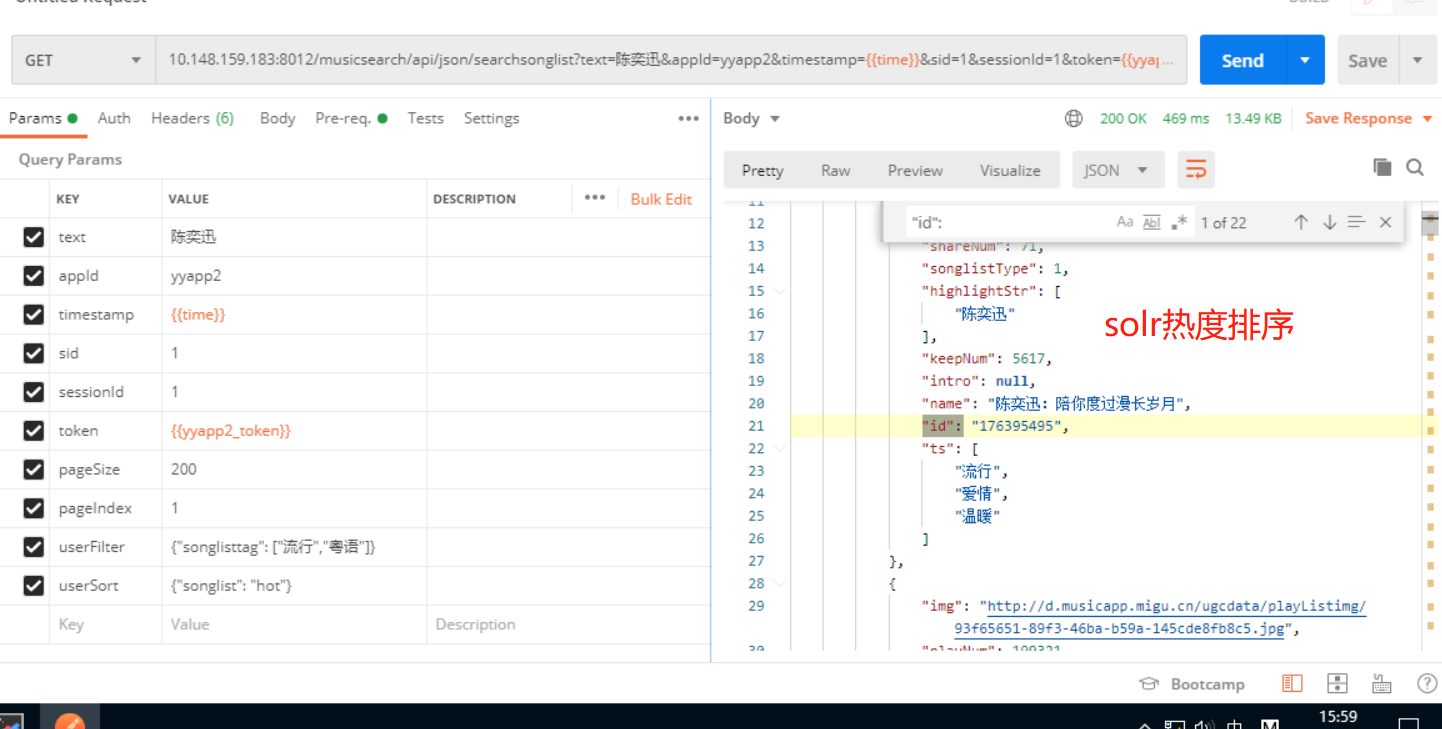 Untitled Request
BUILD
GET
10.148.159.183:8012/musicsearch/api/json/searchsonglist?text=陈奕迅&appId=yyapp2&timestamp={{time}}&sid=1&sessionId=1&token={{yyap...
Send
Save
Params
Auth
Headers (6)
Body
Pre-req.
Tests
Settings
Body
200 OK
469 ms
13.49 KB
Save Response
Query Params
Pretty
Raw
Preview
Visualize
JSON
KEY
VALUE
DESCRIPTION
Bulk Edit
text
陈奕迅
appId
yyapp2
timestamp
{{time}}
sid
1
sessionId
1
token
{{yyapp2_token}}
pageSize
200
pageIndex
1
userFilter
{"songlisttag": ["流行","粤语"]}
userSort
{"songlist": "hot"}
Key
Value
Description
"id":
Aa
Abl
.*
1 of 22
11
12
13 "shareNum": 71,
14 "songlistType": 1,
15 "highlightStr": [
16 "陈奕迅"
17 ],
18 "keepNum": 5617,
19 "intro": null,
20 "name": "陈奕迅：陪你度过漫长岁月",
21 "id": "176395495",
22 "ts": [
23 "流行",
24 "爱情",
25 "温暖"
26 ]
27 },
28 {
29 "img": "http://d.musicapp.migu.cn/ugcdata/playListimg/
93f65651-89f3-46ba-b59a-145cde8fb8c5.jpg",
30 "playNum": 199321
solr热度排序
Bootcamp
中
M
15:59